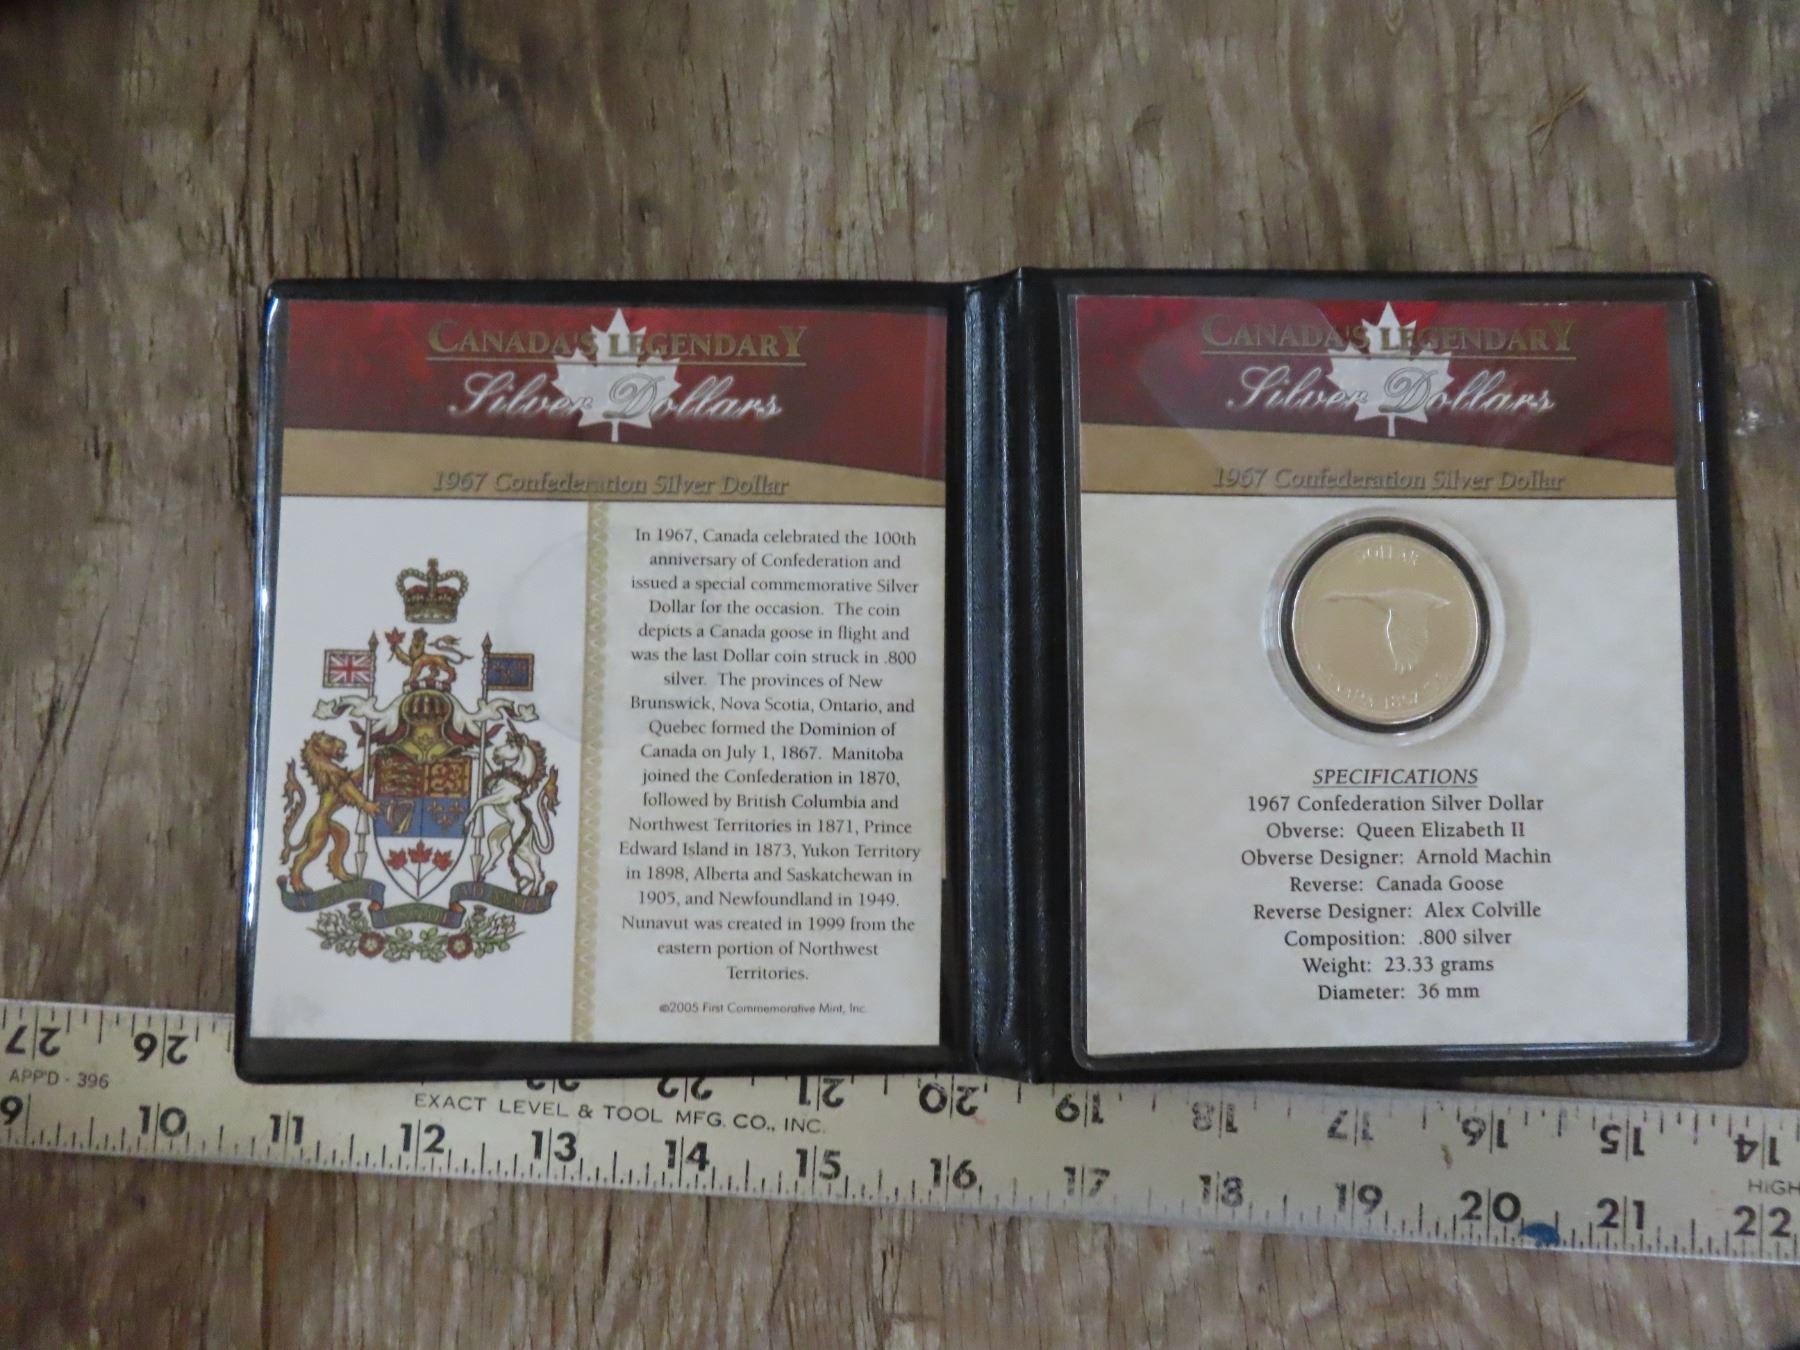 CANADA'S LEGENDARY
Silver Dollars
1967 Confederation Silver Dollar
In 1967, Canada celebrated the 100th
anniversary of Confederation and
issued a special commemorative Silver
Dollar for the occasion. The coin
depicts a Canada goose in flight and
was the last Dollar coin struck in .800
silver. The provinces of New
Brunswick, Nova Scotia, Ontario, and
Quebec formed the Dominion of
Canada on July 1, 1867. Manitoba
joined the Confederation in 1870,
followed by British Columbia and
Northwest Territories in 1871, Prince
Edward Island in 1873, Yukon Territory
in 1898, Alberta and Saskatchewan in
1905, and Newfoundland in 1949.
Nunavut was created in 1999 from the
eastern portion of Northwest
Territories.
©2005 First Commemorative Mint, Inc.
CANADA'S LEGENDARY
Silver Dollars
1967 Confederation Silver Dollar
DOLLAR
SPECIFICATIONS
1967 Confederation Silver Dollar
Obverse: Queen Elizabeth II
Obverse Designer: Arnold Machin
Reverse: Canada Goose
Reverse Designer: Alex Colville
Composition: .800 silver
Weight: 23.33 grams
Diameter: 36 mm
27 26 23 22 21 20 19 18 17 16 15 14
APP'D - 396
EXACT LEVEL & TOOL MFG. CO., INC.
HIGH
9 10 11 12 13 14 15 16 17 18 19 20 21 22